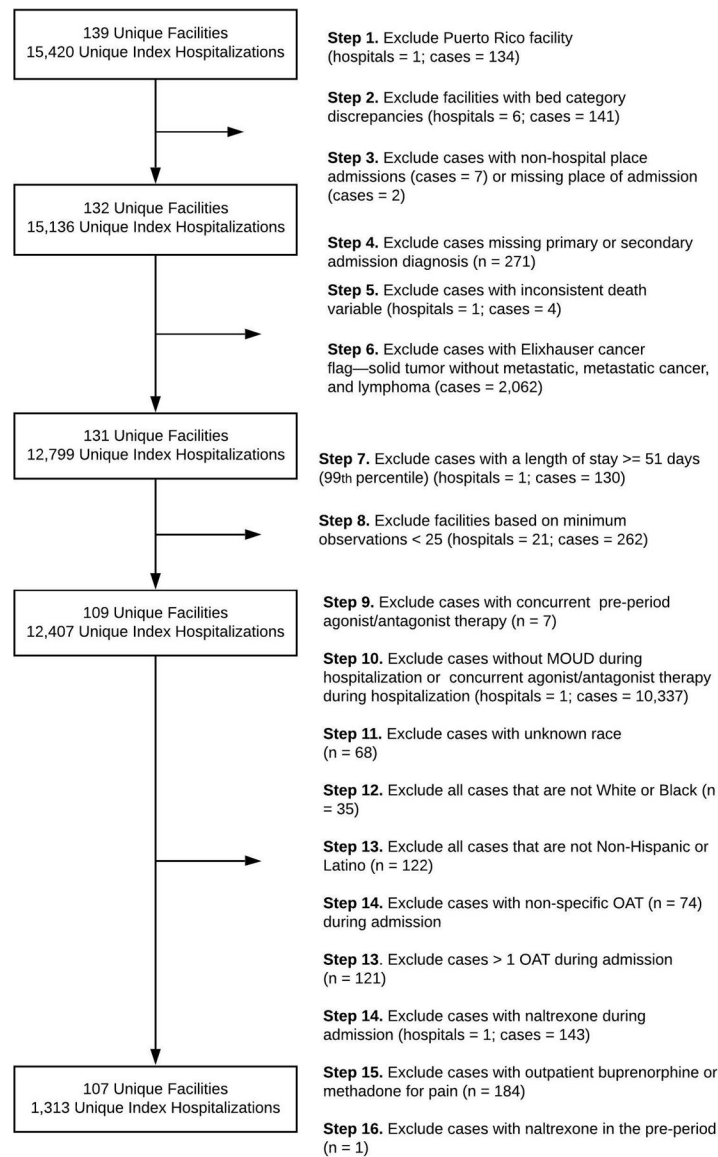 139 Unique Facilities
15,420 Unique Index Hospitalizations
Step 1. Exclude Puerto Rico facility
(hospitals = 1; cases = 134)
Step 2. Exclude facilities with bed category
discrepancies (hospitals = 6; cases = 141)
Step 3. Exclude cases with non-hospital place
admissions (cases = 7) or missing place of admission
(cases = 2)
132 Unique Facilities
15,136 Unique Index Hospitalizations
Step 4. Exclude cases missing primary or secondary
admission diagnosis (n = 271)
Step 5. Exclude cases with inconsistent death
variable (hospitals = 1; cases = 4)
Step 6. Exclude cases with Elixhauser cancer
flag—solid tumor without metastatic, metastatic cancer,
and lymphoma (cases = 2,062)
131 Unique Facilities
12,799 Unique Index Hospitalizations
Step 7. Exclude cases with a length of stay >= 51 days
(99th percentile) (hospitals = 1; cases = 130)
Step 8. Exclude facilities based on minimum
observations < 25 (hospitals = 21; cases = 262)
109 Unique Facilities
12,407 Unique Index Hospitalizations
Step 9. Exclude cases with concurrent pre-period
agonist/antagonist therapy (n = 7)
Step 10. Exclude cases without MOUD during
hospitalization or concurrent agonist/antagonist therapy
during hospitalization (hospitals = 1; cases = 10,337)
Step 11. Exclude cases with unknown race
(n = 68)
Step 12. Exclude all cases that are not White or Black (n
= 35)
Step 13. Exclude all cases that are not Non-Hispanic or
Latino (n = 122)
Step 14. Exclude cases with non-specific OAT (n = 74)
during admission
Step 13. Exclude cases > 1 OAT during admission
(n = 121)
Step 14. Exclude cases with naltrexone during
admission (hospitals = 1; cases = 143)
107 Unique Facilities
1,313 Unique Index Hospitalizations
Step 15. Exclude cases with outpatient buprenorphine or
methadone for pain (n = 184)
Step 16. Exclude cases with naltrexone in the pre-period
(n = 1)